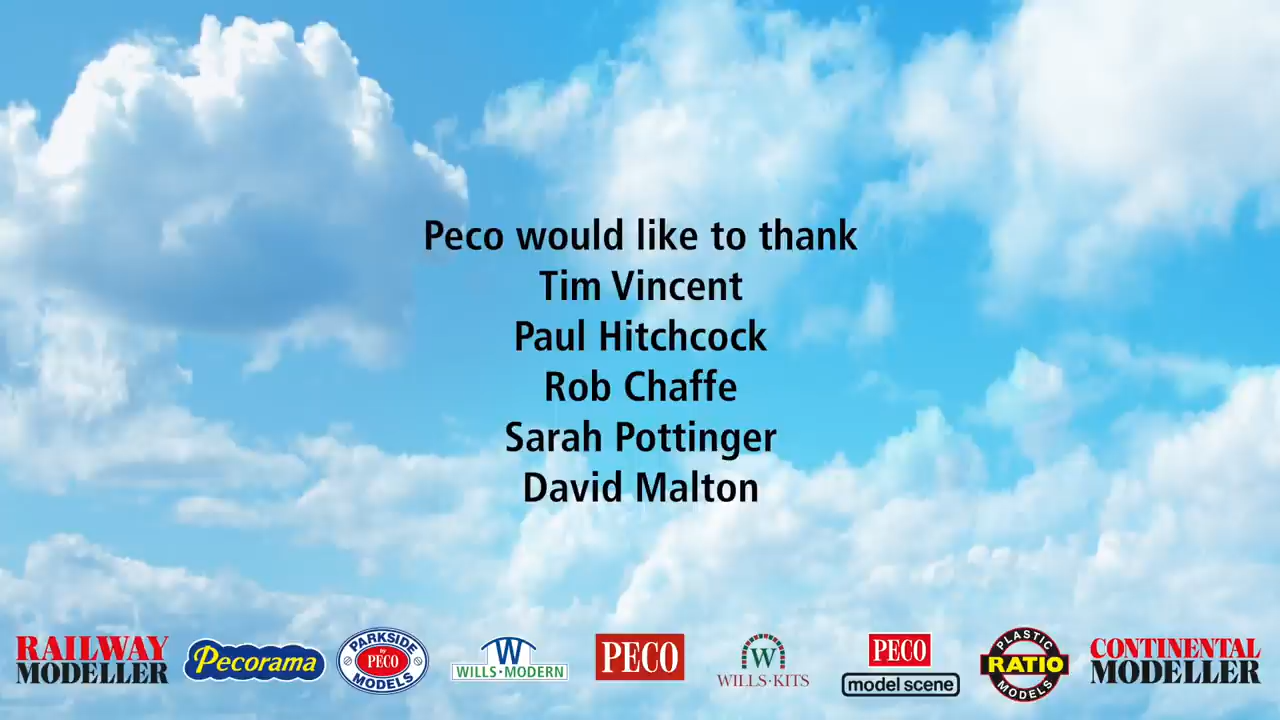 Peco would like to thank
Tim Vincent
Paul Hitchcock
Rob Chaffe
Sarah Pottinger
David Malton
RAILWAY
MODELLER
Pecorama
PARKSIDE
by
PECO
MODELS
W
WILLS·MODERN
PECO
W
WILLS·KITS
PECO
model scene
PLASTIC
RATIO
MODELS
CONTINENTAL
MODELLER